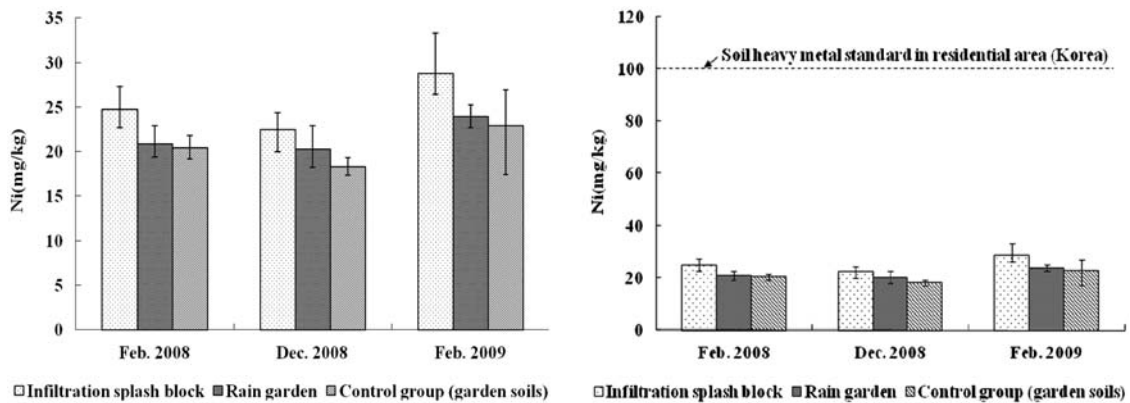 35
30
25
20
15
10
5
0
Ni(mg/kg)
Feb. 2008 Dec. 2008 Feb. 2009
Infiltration splash block Rain garden Control group (garden soils)
120
100
80
60
40
20
0
Ni(mg/kg)
Soil heavy metal standard in residential area (Korea)
Feb. 2008 Dec. 2008 Feb. 2009
Infiltration splash block Rain garden Control group (garden soils)